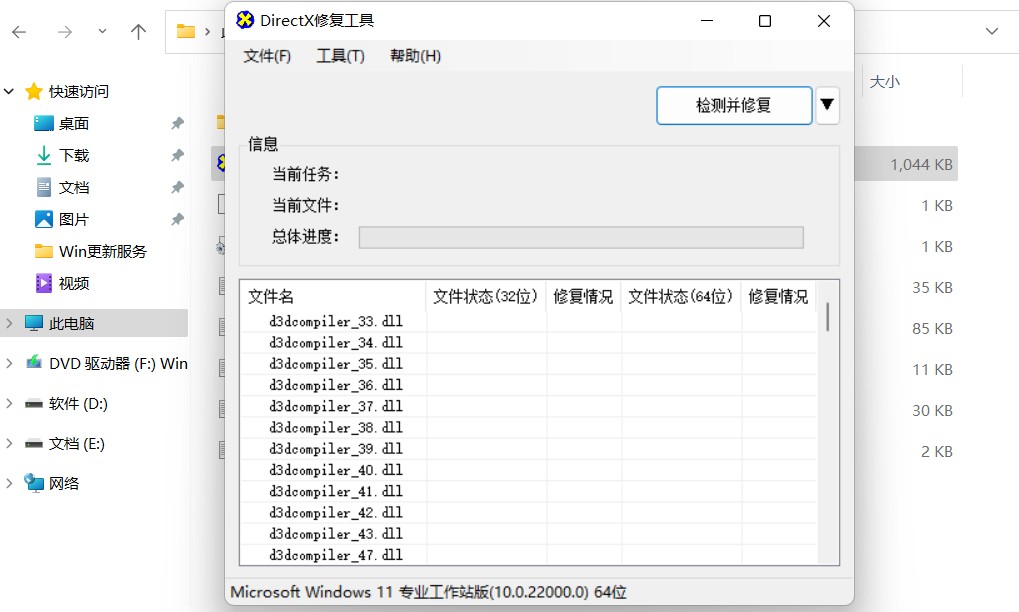 DirectX修复工具
文件(F) 工具(T) 帮助(H)
检测并修复
信息
当前任务：
当前文件：
总体进度：
文件名 文件状态(32位) 修复情况 文件状态(64位) 修复情况
d3dcompiler_33.dll
d3dcompiler_34.dll
d3dcompiler_35.dll
d3dcompiler_36.dll
d3dcompiler_37.dll
d3dcompiler_38.dll
d3dcompiler_39.dll
d3dcompiler_40.dll
d3dcompiler_41.dll
d3dcompiler_42.dll
d3dcompiler_43.dll
d3dcompiler_47.dll
Microsoft Windows 11 专业工作站版(10.0.22000.0) 64位
快速访问
桌面
下载
文档
图片
Win更新服务
视频
此电脑
DVD 驱动器 (F:) Win
软件 (D:)
文档 (E:)
网络
大小
1,044 KB
1 KB
1 KB
35 KB
85 KB
11 KB
30 KB
2 KB